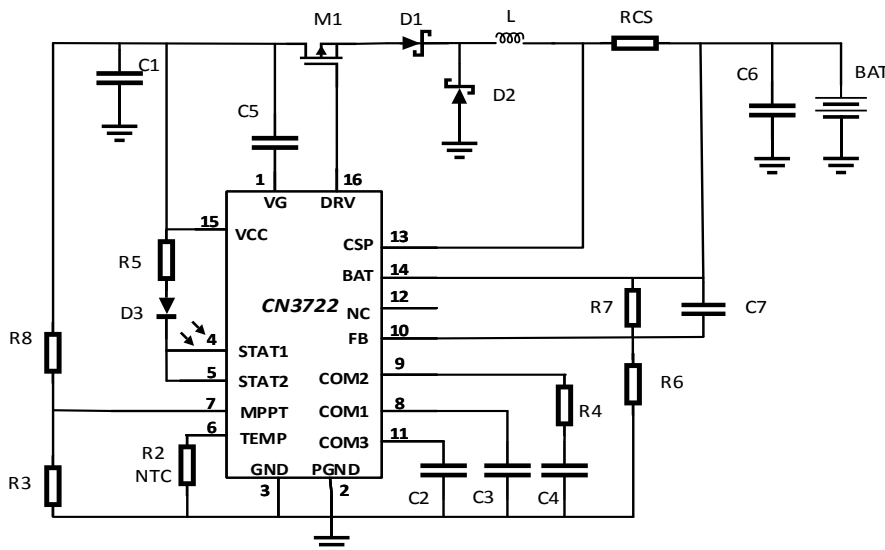 M1 D1 L RCS
C1 D2 C6 BAT
C5
1 16
VG DRV
15 VCC CSP 13
R5 BAT 14
CN3722 NC 12 R7 C7
D3 FB 10
R8 4 STAT1 COM2 9 R6
5 STAT2
7 MPPT COM1 8 R4
6 TEMP COM3 11
R2
NTC
R3 GND PGND C2 C3 C4
3 2